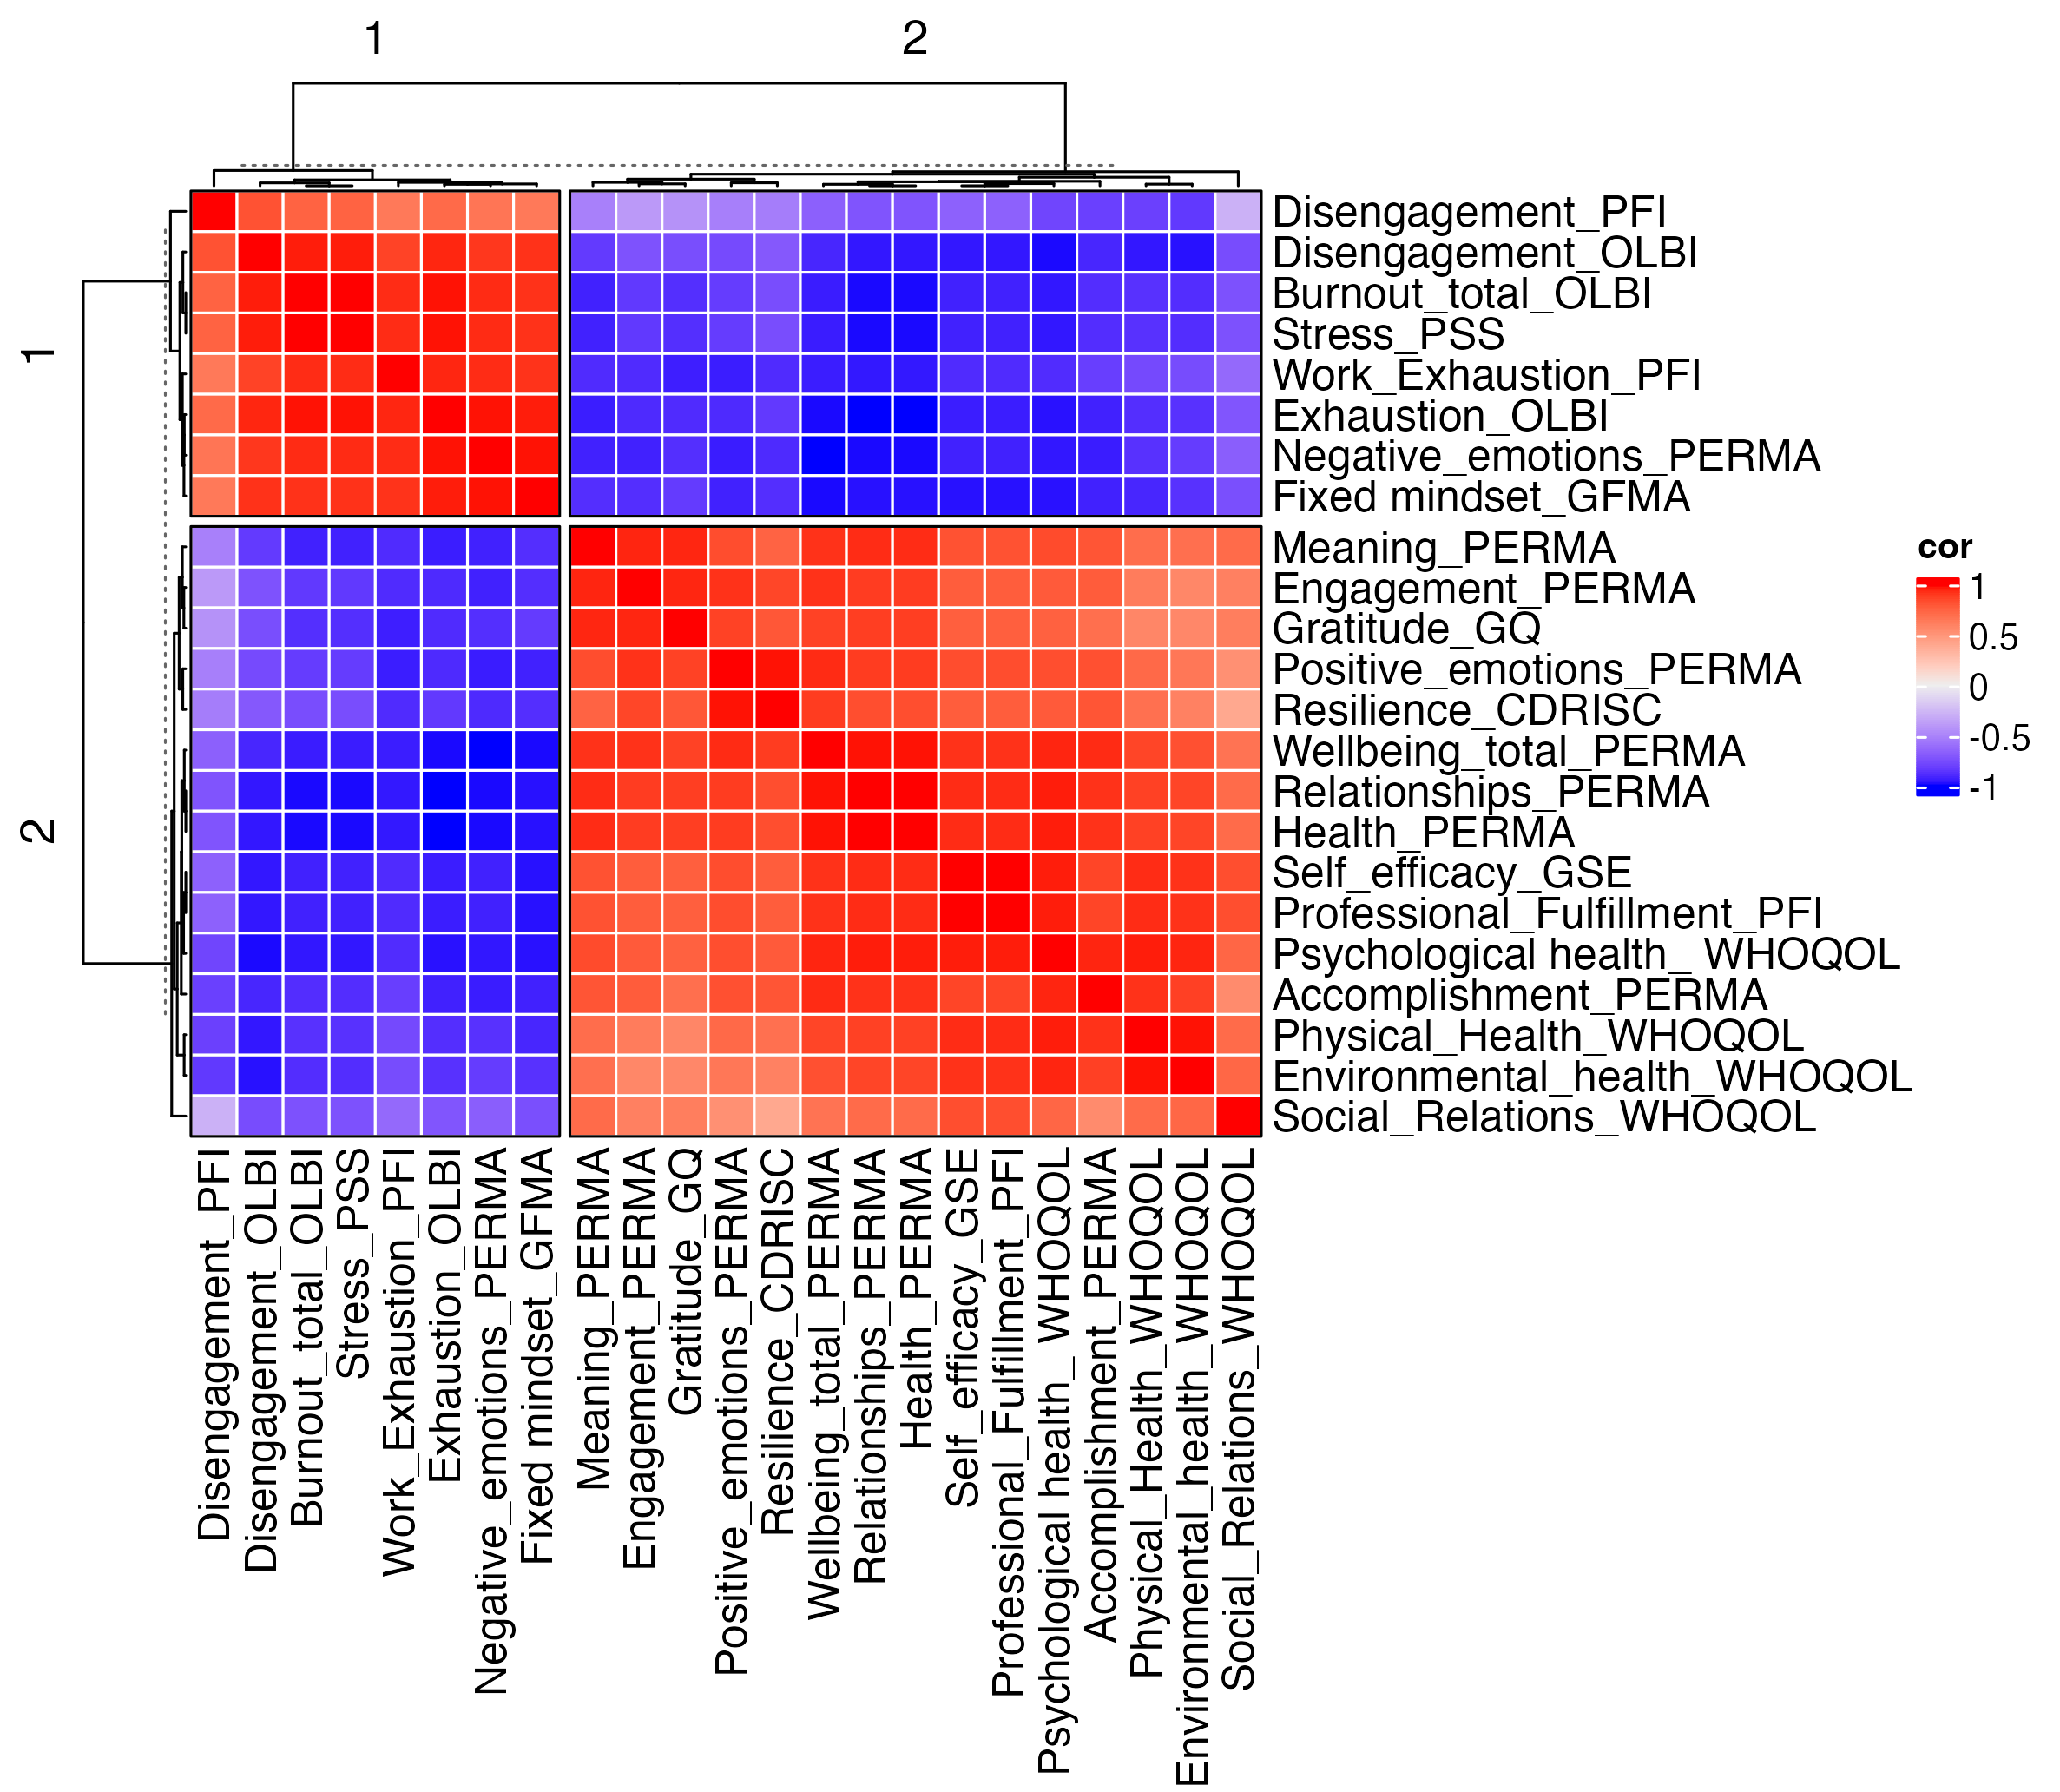 1
2
1
2
Disengagement_PFI
Disengagement_OLBI
Burnout_total_OLBI
Stress_PSS
Work_Exhaustion_PFI
Exhaustion_OLBI
Negative_emotions_PERMA
Fixed mindset_GFMA
Meaning_PERMA
Engagement_PERMA
Gratitude_GQ
Positive_emotions_PERMA
Resilience_CDRISC
Wellbeing_total_PERMA
Relationships_PERMA
Health_PERMA
Self_efficacy_GSE
Professional_Fulfillment_PFI
Psychological health_ WHOQOL
Accomplishment_PERMA
Physical_Health_WHOQOL
Environmental_health_WHOQOL
Social_Relations_WHOQOL
cor
1
0.5
0
-0.5
-1
Disengagement_PFI
Disengagement_OLBI
Burnout_total_OLBI
Stress_PSS
Work_Exhaustion_PFI
Exhaustion_OLBI
Negative_emotions_PERMA
Fixed mindset_GFMA
Meaning_PERMA
Engagement_PERMA
Gratitude_GQ
Positive_emotions_PERMA
Resilience_CDRISC
Wellbeing_total_PERMA
Relationships_PERMA
Health_PERMA
Self_efficacy_GSE
Professional_Fulfillment_PFI
Psychological health_ WHOQOL
Accomplishment_PERMA
Physical_Health_WHOQOL
Environmental_health_WHOQOL
Social_Relations_WHOQOL